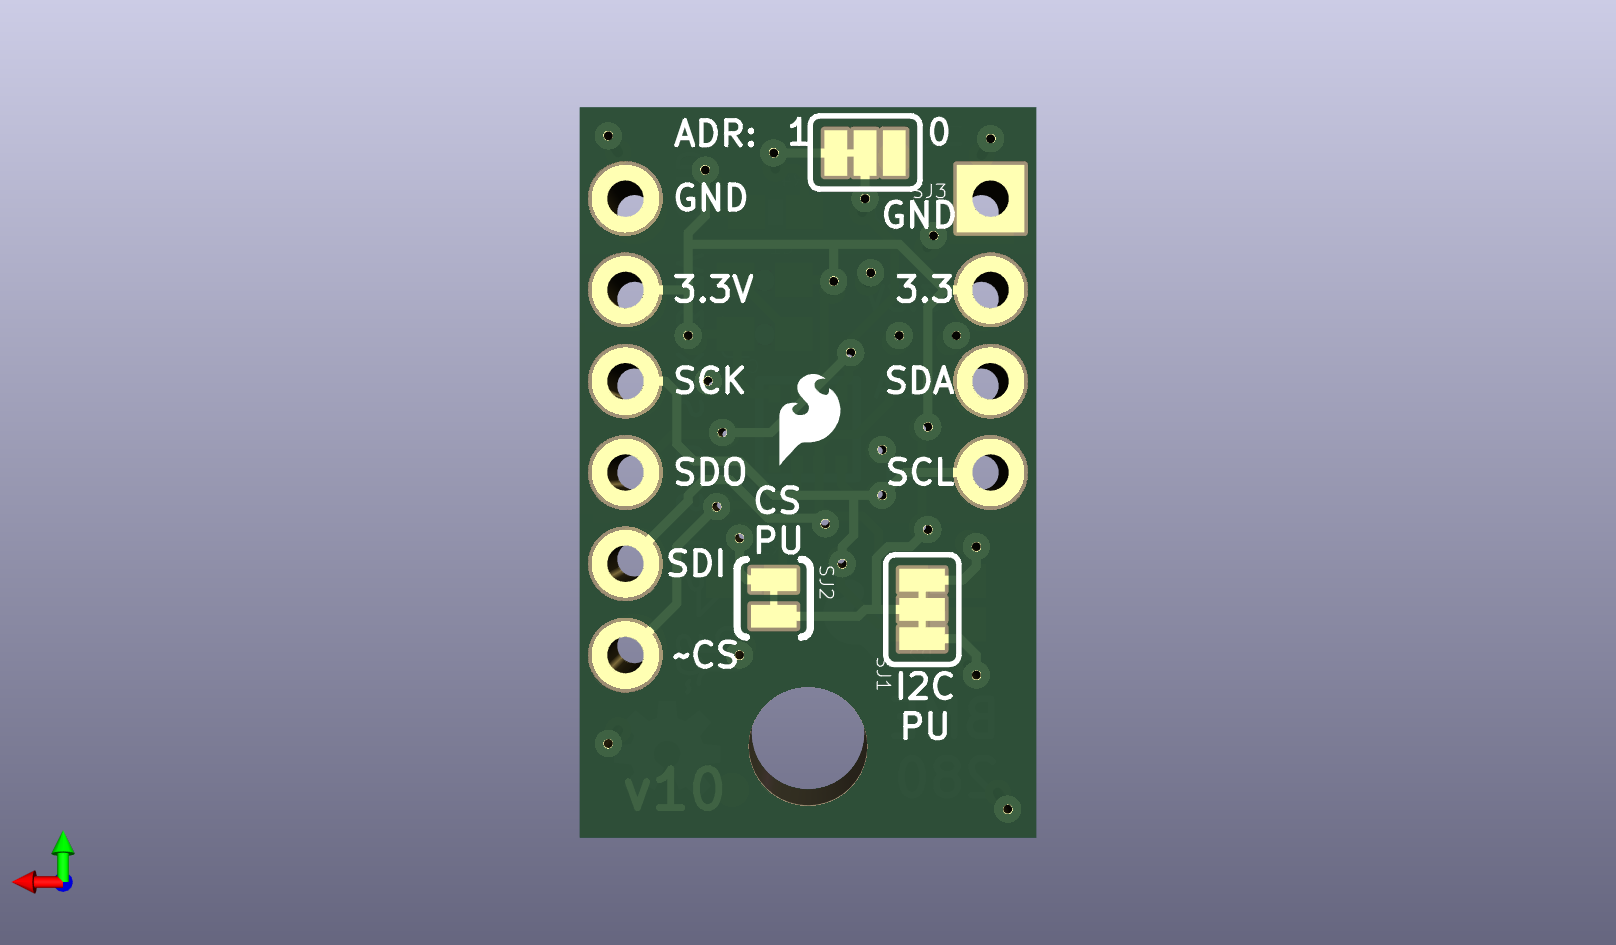 ADR: 1 0
SJ3
GND
GND
3.3V
3.3
SCK
SDA
SDO
SCL
CS
PU
SDI
SJ2
~CS
SJ1
I2C
PU
v10